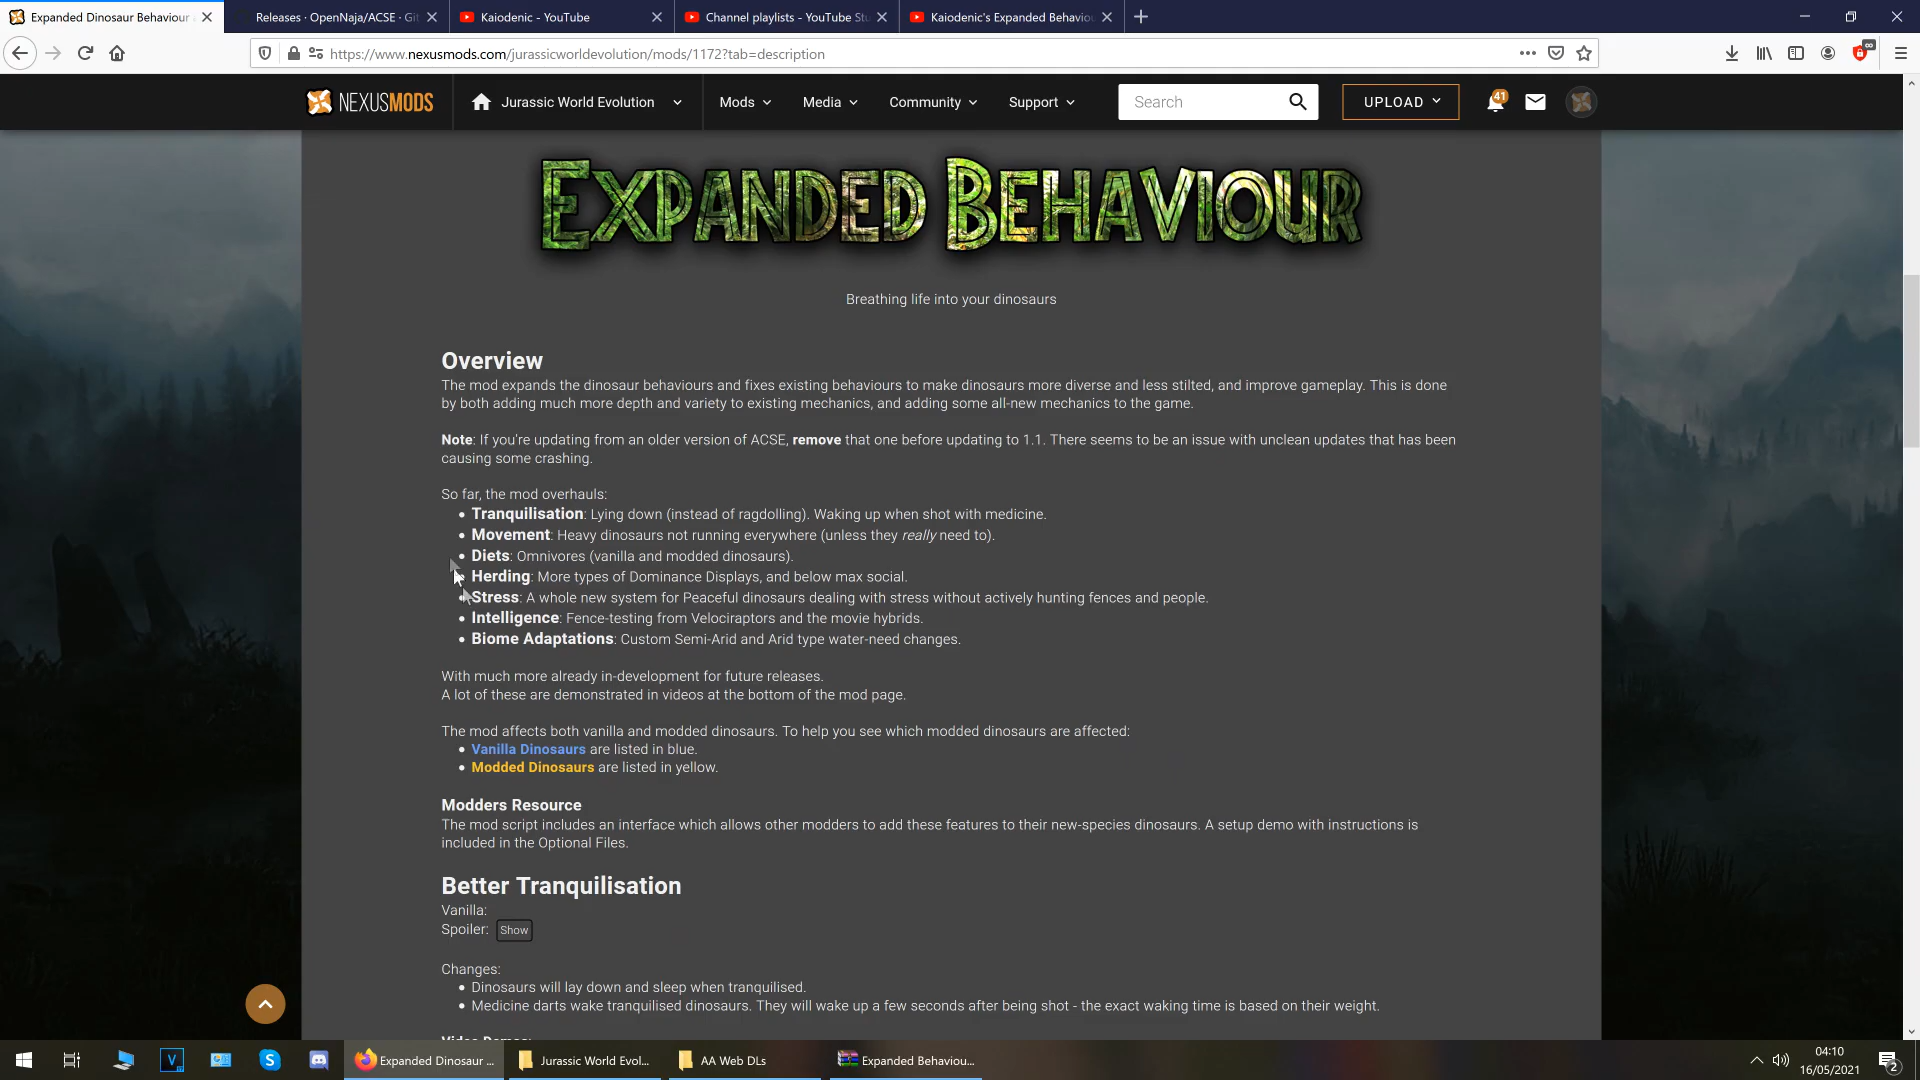 Expanded Dinosaur Behaviour
Releases · OpenNaja/ACSE · Git
Kaiodenic - YouTube
Channel playlists - YouTube Stu
Kaiodenic's Expanded Behaviou
https://www.nexusmods.com/jurassicworldevolution/mods/1172?tab=description
NEXUSMODS
Jurassic World Evolution
Mods
Media
Community
Support
Search
UPLOAD
41
EXPANDED BEHAVIOUR
Breathing life into your dinosaurs
Overview
The mod expands the dinosaur behaviours and fixes existing behaviours to make dinosaurs more diverse and less stilted, and improve gameplay. This is done
by both adding much more depth and variety to existing mechanics, and adding some all-new mechanics to the game.
Note: If you're updating from an older version of ACSE, remove that one before updating to 1.1. There seems to be an issue with unclean updates that has been
causing some crashing.
So far, the mod overhauls:
• Tranquilisation: Lying down (instead of ragdolling). Waking up when shot with medicine.
• Movement: Heavy dinosaurs not running everywhere (unless they really need to).
• Diets: Omnivores (vanilla and modded dinosaurs).
• Herding: More types of Dominance Displays, and below max social.
• Stress: A whole new system for Peaceful dinosaurs dealing with stress without actively hunting fences and people.
• Intelligence: Fence-testing from Velociraptors and the movie hybrids.
• Biome Adaptations: Custom Semi-Arid and Arid type water-need changes.
With much more already in-development for future releases.
A lot of these are demonstrated in videos at the bottom of the mod page.
The mod affects both vanilla and modded dinosaurs. To help you see which modded dinosaurs are affected:
• Vanilla Dinosaurs are listed in blue.
• Modded Dinosaurs are listed in yellow.
Modders Resource
The mod script includes an interface which allows other modders to add these features to their new-species dinosaurs. A setup demo with instructions is
included in the Optional Files.
Better Tranquilisation
Vanilla:
Spoiler: Show
Changes:
• Dinosaurs will lay down and sleep when tranquilised.
• Medicine darts wake tranquilised dinosaurs. They will wake up a few seconds after being shot - the exact waking time is based on their weight.
Video Demos:
Expanded Dinosaur ...
Jurassic World Evol...
AA Web DLs
Expanded Behaviou...
04:10
16/05/2021
2